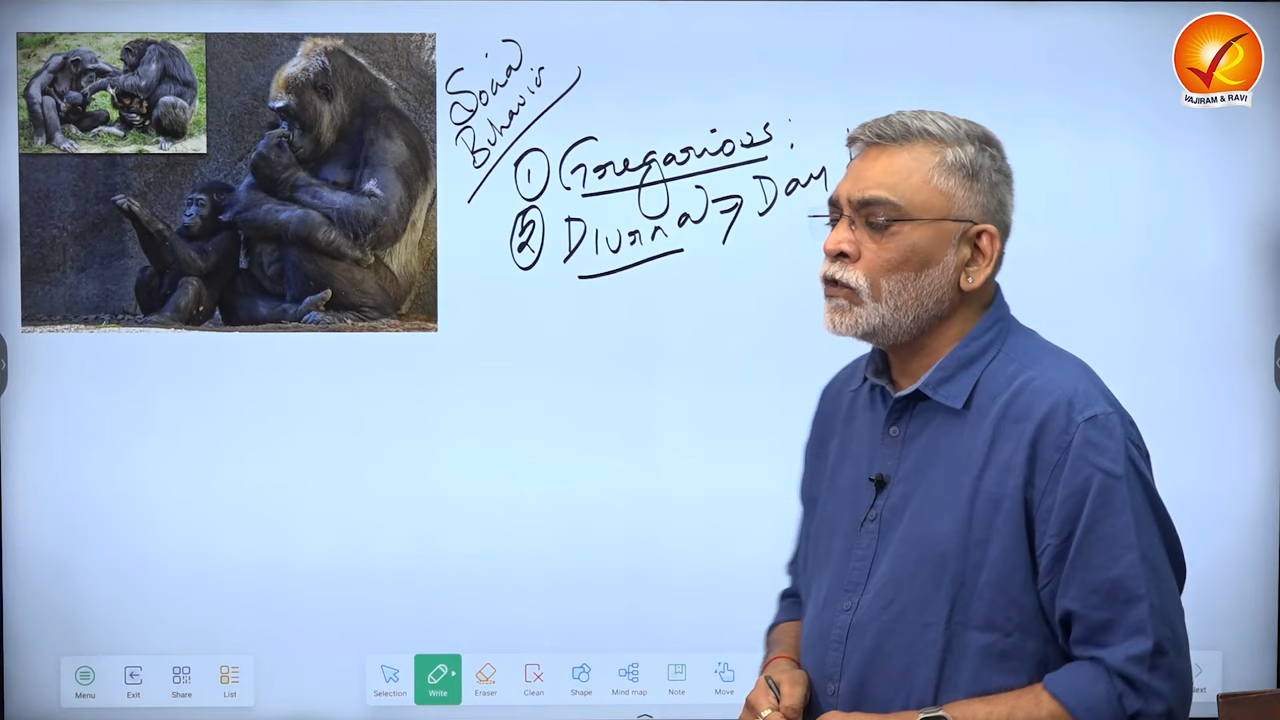 Social
Behavior
① Gregarious:
② Diurnal → Day
VAJIRAM & RAVI
Menu
Exit
Share
List
Selection
Write
Eraser
Clean
Shape
Mind map
Note
Move